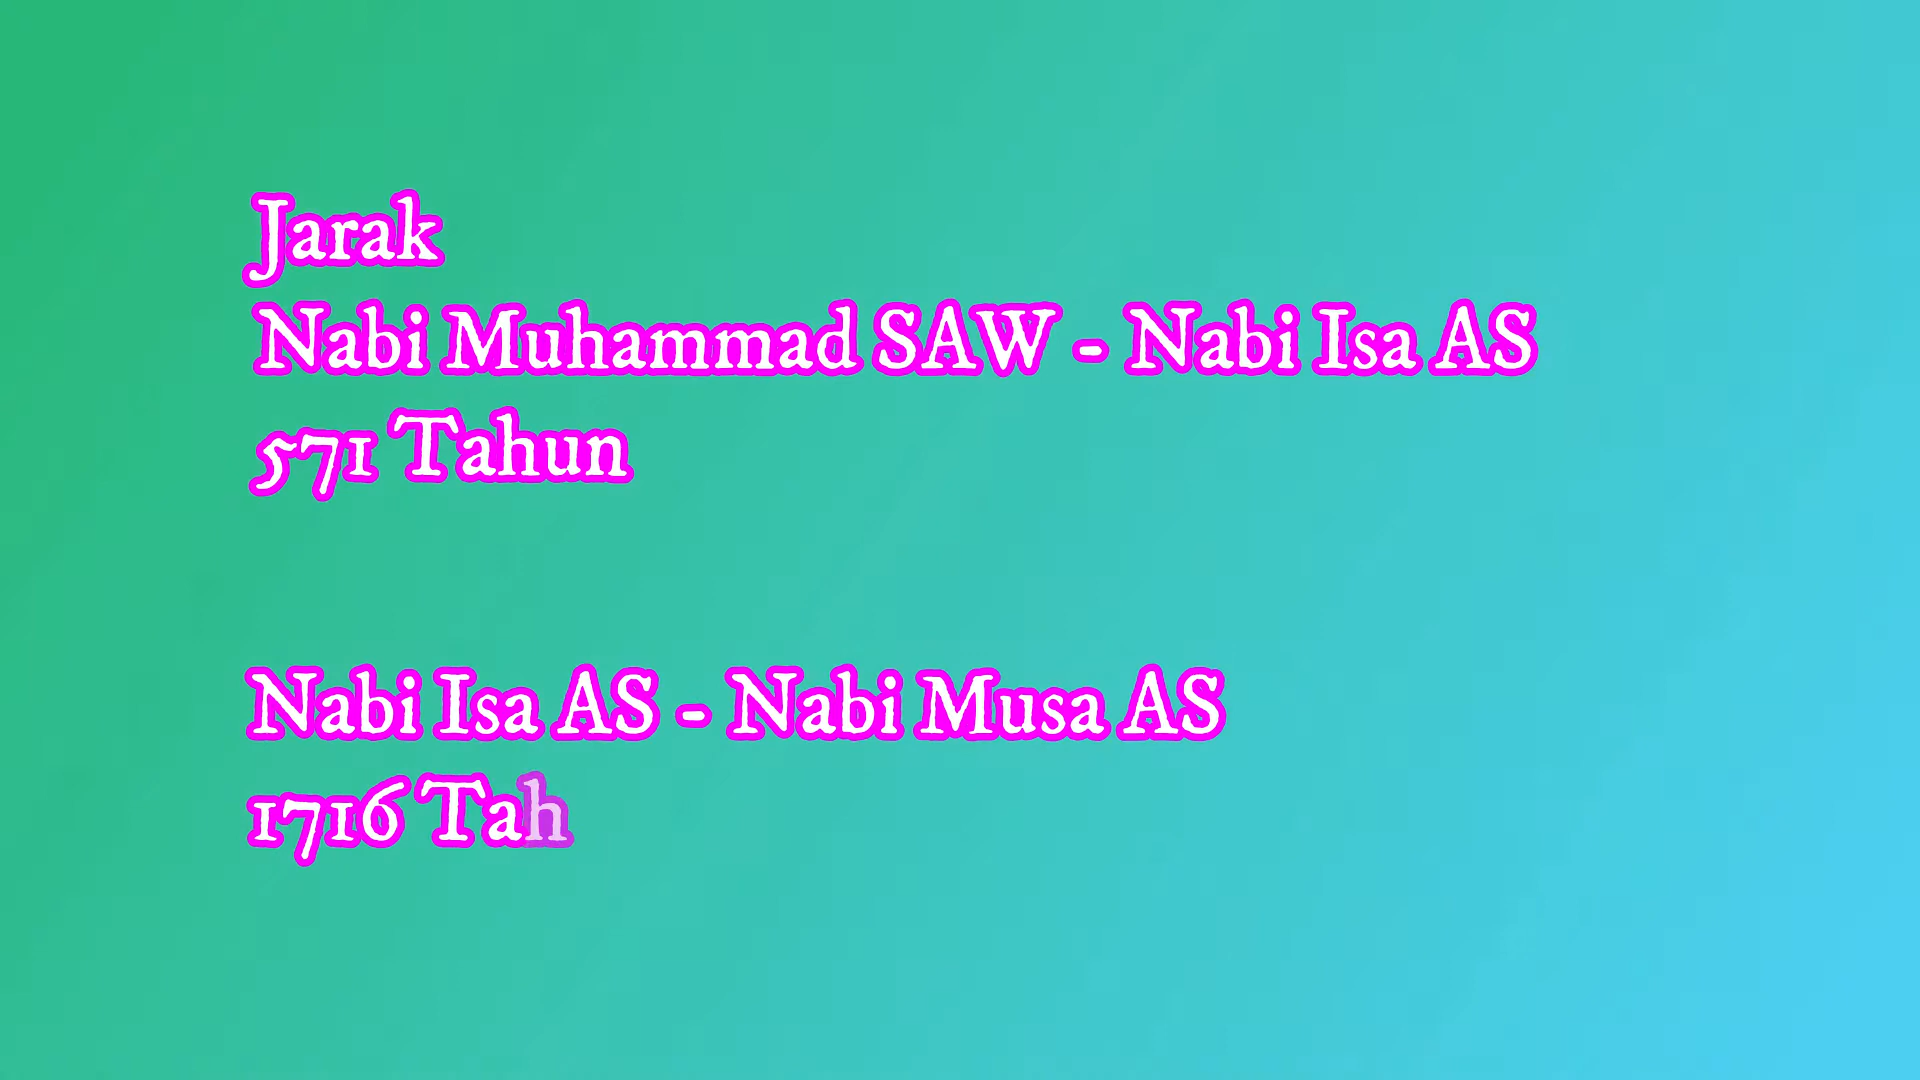 Jarak
Nabi Muhammad SAW - Nabi Isa AS
571 Tahun
Nabi Isa AS - Nabi Musa AS
1716 Tah